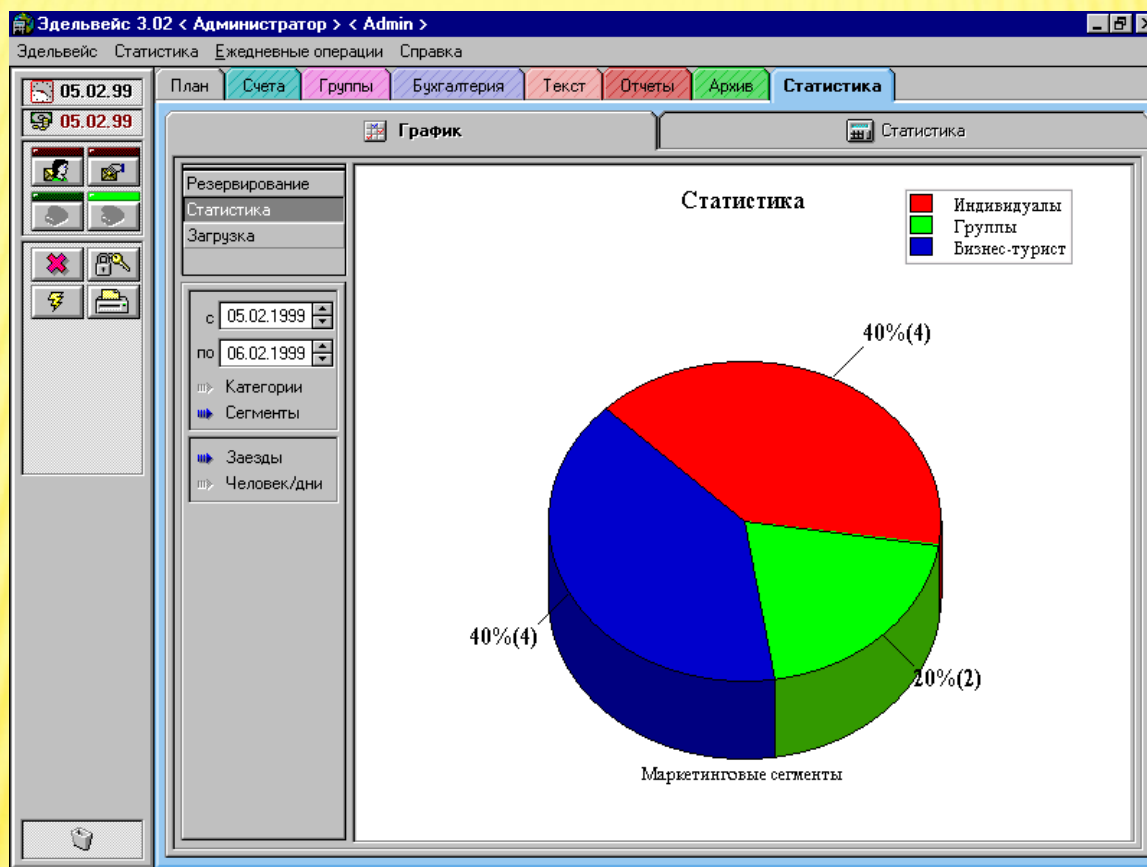 Эдельвейс 3.02 < Администратор > < Admin >
Эдельвейс Статистика Ежедневные операции Справка
05.02.99
05.02.99
План Счета Группы Бухгалтерия Текст Отчеты Архив Статистика
График Статистика
Резервирование
Статистика
Загрузка
с 05.02.1999
по 06.02.1999
Категории
Сегменты
Заезды
Человек/дни
Статистика
Индивидуалы
Группы
Бизнес-турист
40%(4)
40%(4)
20%(2)
Маркетинговые сегменты